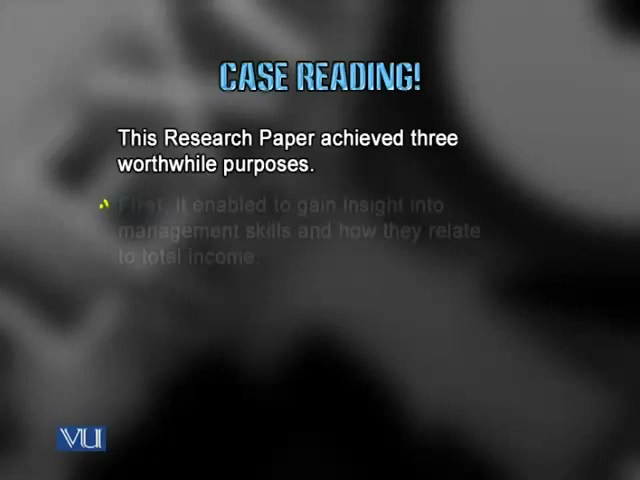 CASE READING!
This Research Paper achieved three
worthwhile purposes.
First, it enabled to gain insight into
management skills and how they relate
to total income.
VU